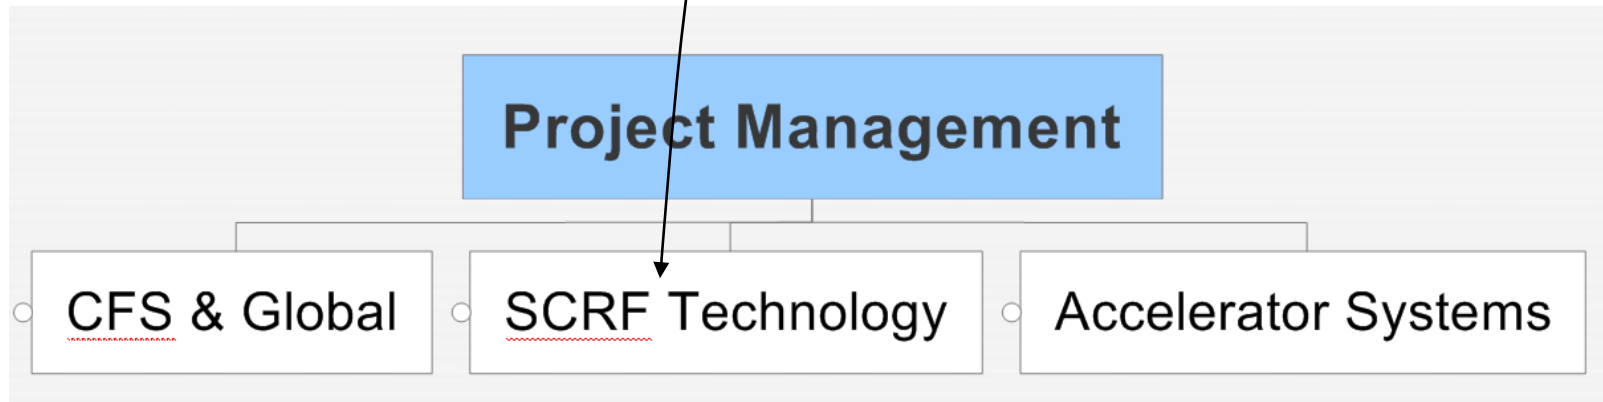 Project Management
CFS & Global
SCRF Technology
Accelerator Systems